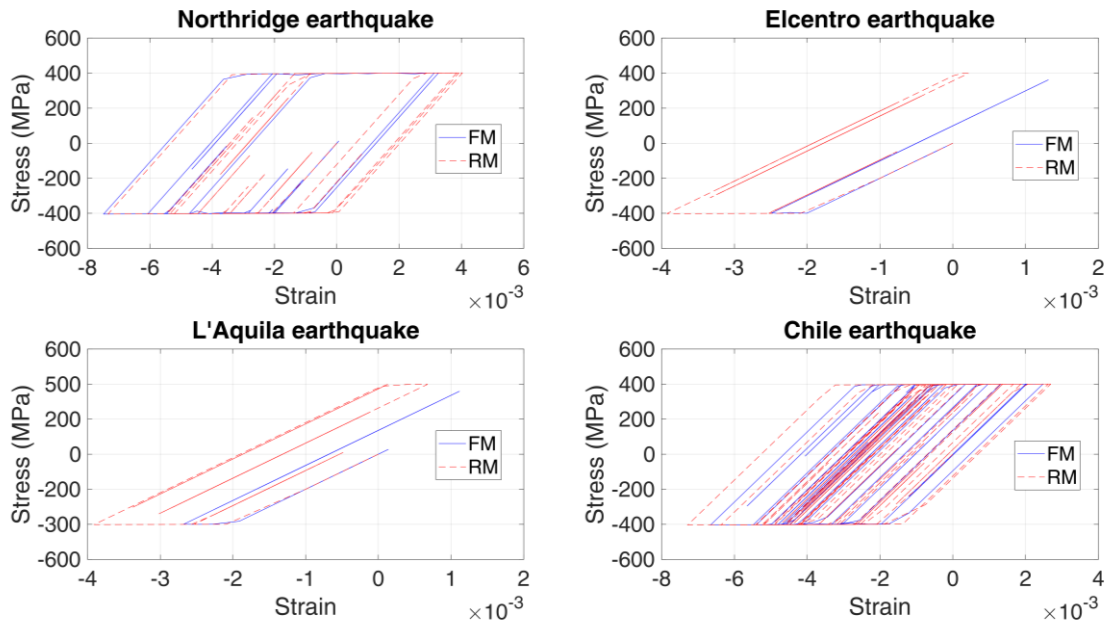 Northridge earthquake
600
400
200
0
-200
-400
-600
Stress (MPa)
FM
RM
-8 -6 -4 -2 0 2 4 6
Strain
×10⁻³
Elcentro earthquake
600
400
200
0
-200
-400
-600
Stress (MPa)
FM
RM
-4 -3 -2 -1 0 1 2
Strain
×10⁻³
L'Aquila earthquake
600
500
200
0
-200
-300
-600
Stress (MPa)
FM
RM
-4 -3 -2 -1 0 1 2
Strain
×10⁻³
Chile earthquake
600
400
200
0
-200
-400
-600
Stress (MPa)
FM
RM
-8 -6 -4 -2 0 2 4
Strain
×10⁻³